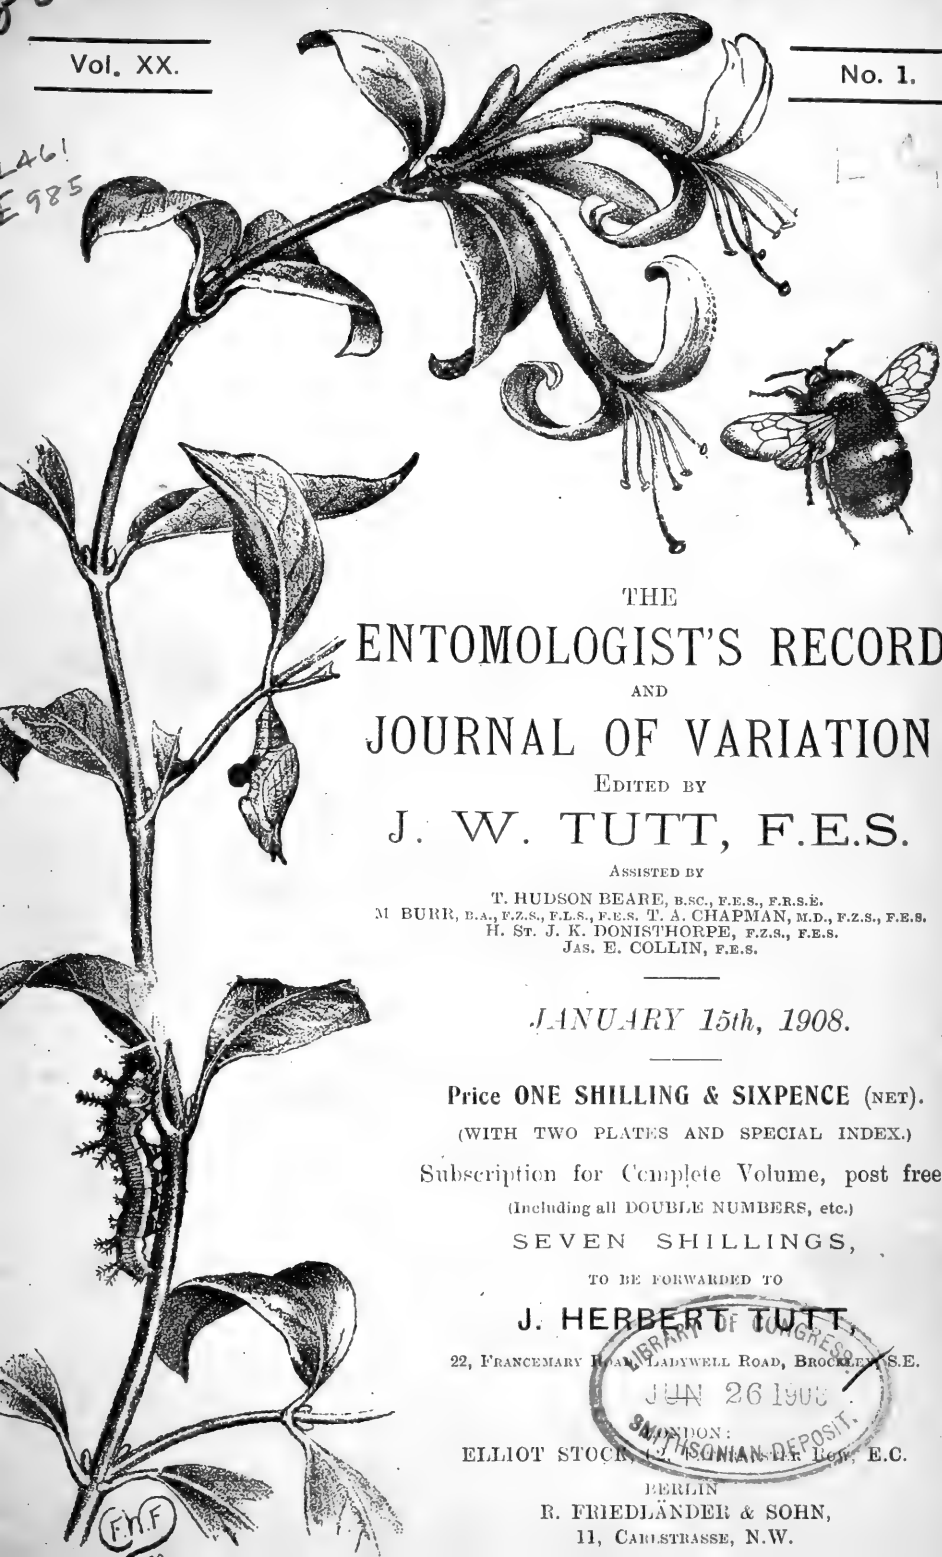 Vol. XX.
No. 1.
L461
E985
THE
ENTOMOLOGIST'S RECORD
AND
JOURNAL OF VARIATION
EDITED BY
J. W. TUTT, F.E.S.
ASSISTED BY
T. HUDSON BEARE, B.SC., F.E.S., F.R.S.E.
M BURR, B.A., F.Z.S., F.L.S., F.E.S. T. A. CHAPMAN, M.D., F.Z.S., F.E.S.
H. ST. J. K. DONISTHORPE, F.Z.S., F.E.S.
JAS. E. COLLIN, F.E.S.
JANUARY 15th, 1908.
Price ONE SHILLING & SIXPENCE (NET).
(WITH TWO PLATES AND SPECIAL INDEX.)
Subscription for Complete Volume, post free
(Including all DOUBLE NUMBERS, etc.)
SEVEN SHILLINGS,
TO BE FORWARDED TO
J. HERBERT TUTT,
22, FRANCEMARY ROAD, LADYWELL ROAD, BROCKLEY, S.E.
LIBRARY OF CONGRESS
JUN 26
SMITHSONIAN DEPOSIT.
LONDON:
ELLIOT STOCK, 62, ROW, E.C.
BERLIN
R. FRIEDLÄNDER & SOHN,
11, CARLSTRASSE, N.W.
F.W.F